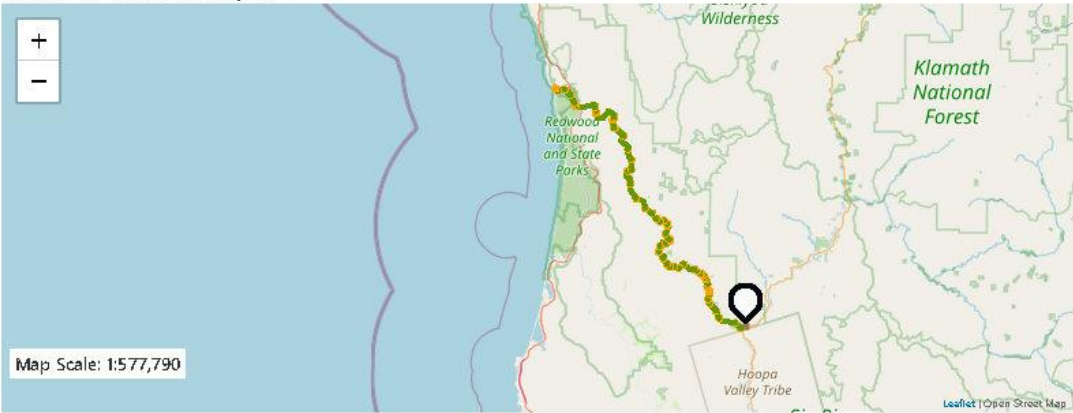 +
−
Wilderness
Klamath
National
Forest
Redwood
National
and State
Parks
Map Scale: 1:577,790
Hoopa
Valley Tribe
Leaflet | Open Street Map